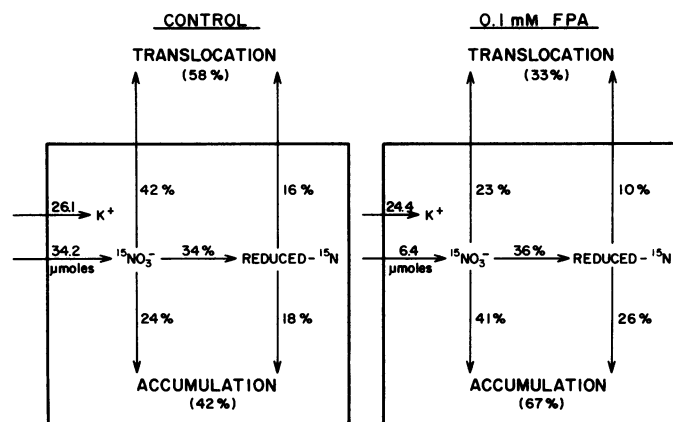 CONTROL
TRANSLOCATION
(58%)
42%
16%
26.1
K⁺
34.2
μmoles
¹⁵NO₃⁻
34%
REDUCED-¹⁵N
24%
18%
ACCUMULATION
(42%)
0.1 mM FPA
TRANSLOCATION
(33%)
23%
10%
24.4
K⁺
6.4
μmoles
¹⁵NO₃⁻
36%
REDUCED-¹⁵N
41%
26%
ACCUMULATION
(67%)